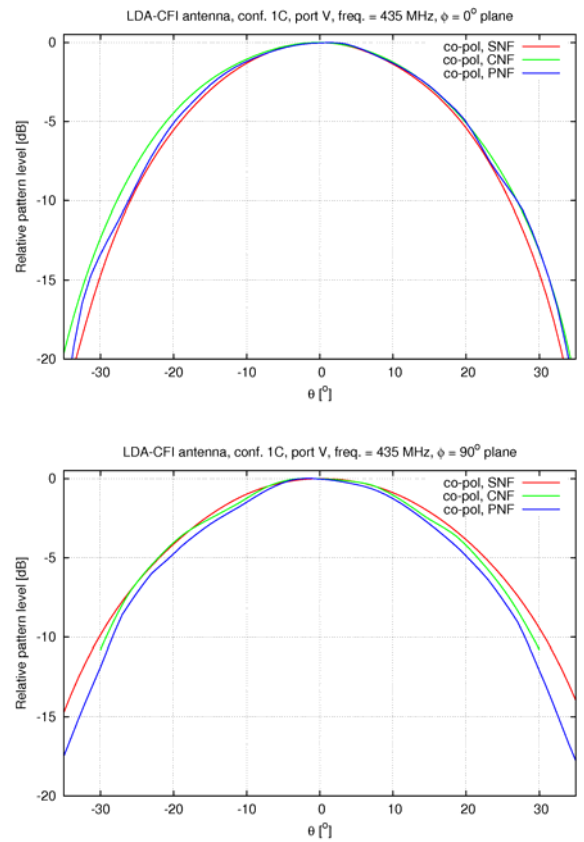 LDA-CFI antenna, conf. 1C, port V, freq. = 435 MHz, ϕ = 0° plane
co-pol, SNF
co-pol, CNF
co-pol, PNF
0
-5
-10
-15
-20
Relative pattern level [dB]
-30 -20 -10 0 10 20 30
θ [°]
LDA-CFI antenna, conf. 1C, port V, freq. = 435 MHz, ϕ = 90° plane
co-pol, SNF
co-pol, CNF
co-pol, PNF
0
-5
-10
-15
-20
Relative pattern level [dB]
-30 -20 -10 0 10 20 30
θ [°]